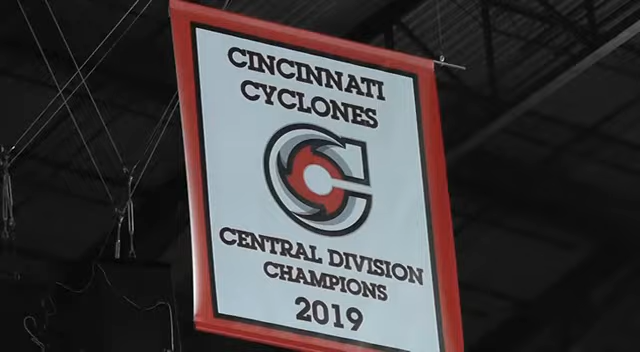 CINCINNATI
CYCLONES
CENTRAL DIVISION
CHAMPIONS
2019